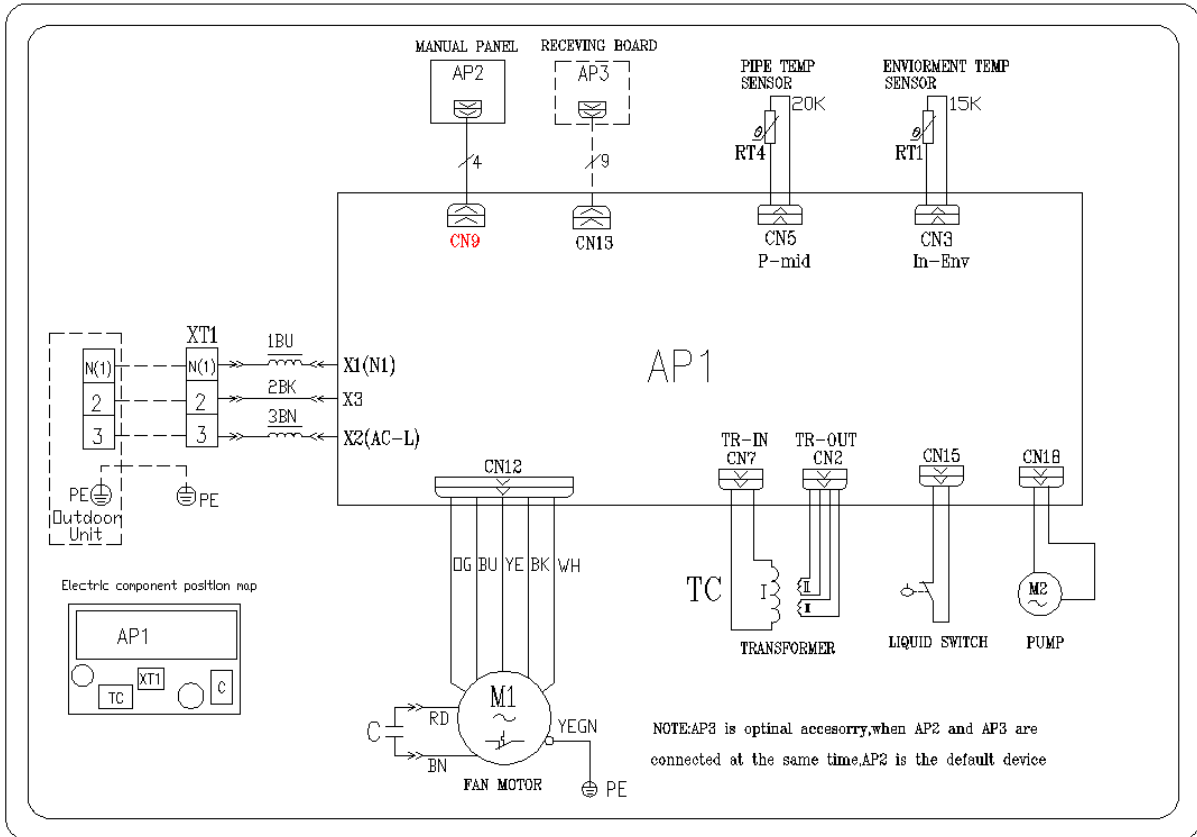 MANUAL PANEL
AP2
4
CN9
RECEVING BOARD
AP3
9
CN13
PIPE TEMP
SENSOR
20K
θ
RT4
CN5
P-mid
ENVIORMENT TEMP
SENSOR
15K
θ
RT1
CN3
In-Env
AP1
XT1
N(1)
2
3
N(1)
2
3
1BU
2BK
3BN
X1(N1)
X3
X2(AC-L)
PE
PE
Outdoor
Unit
CN12
OG BU YE BK WH
M1
RD
BN
C
YEGN
PE
FAN MOTOR
TR-IN
CN7
TR-OUT
CN2
TC
I
II
II
TRANSFORMER
CN15
LIQUID SWITCH
CN18
M2
PUMP
Electric component position map
AP1
TC
XT1
C
NOTE:AP3 is optinal accesorry,when AP2 and AP3 are
connected at the same time,AP2 is the default device